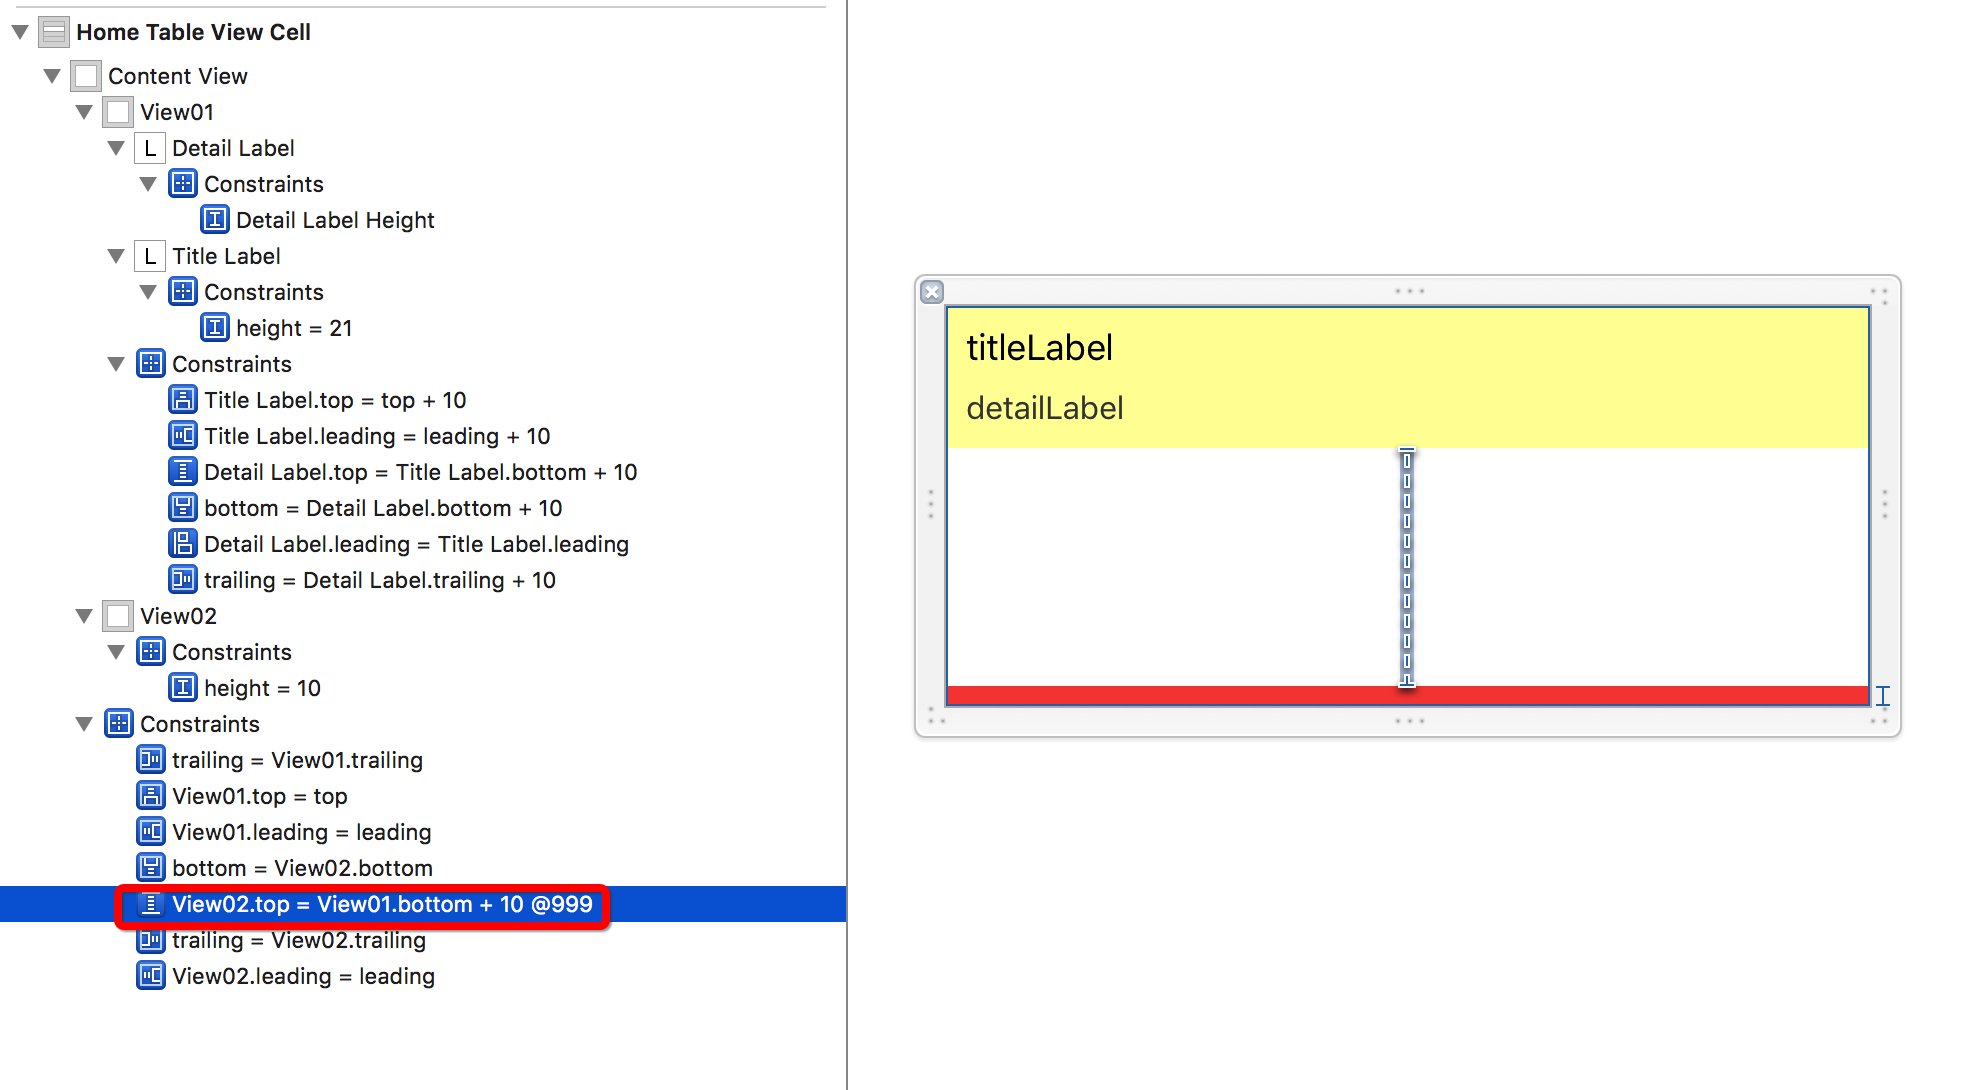 Home Table View Cell
Content View
View01
L Detail Label
Constraints
Detail Label Height
L Title Label
Constraints
height = 21
Constraints
Title Label.top = top + 10
Title Label.leading = leading + 10
Detail Label.top = Title Label.bottom + 10
bottom = Detail Label.bottom + 10
Detail Label.leading = Title Label.leading
trailing = Detail Label.trailing + 10
View02
Constraints
height = 10
Constraints
trailing = View01.trailing
View01.top = top
View01.leading = leading
bottom = View02.bottom
View02.top = View01.bottom + 10 @999
trailing = View02.trailing
View02.leading = leading
titleLabel
detailLabel